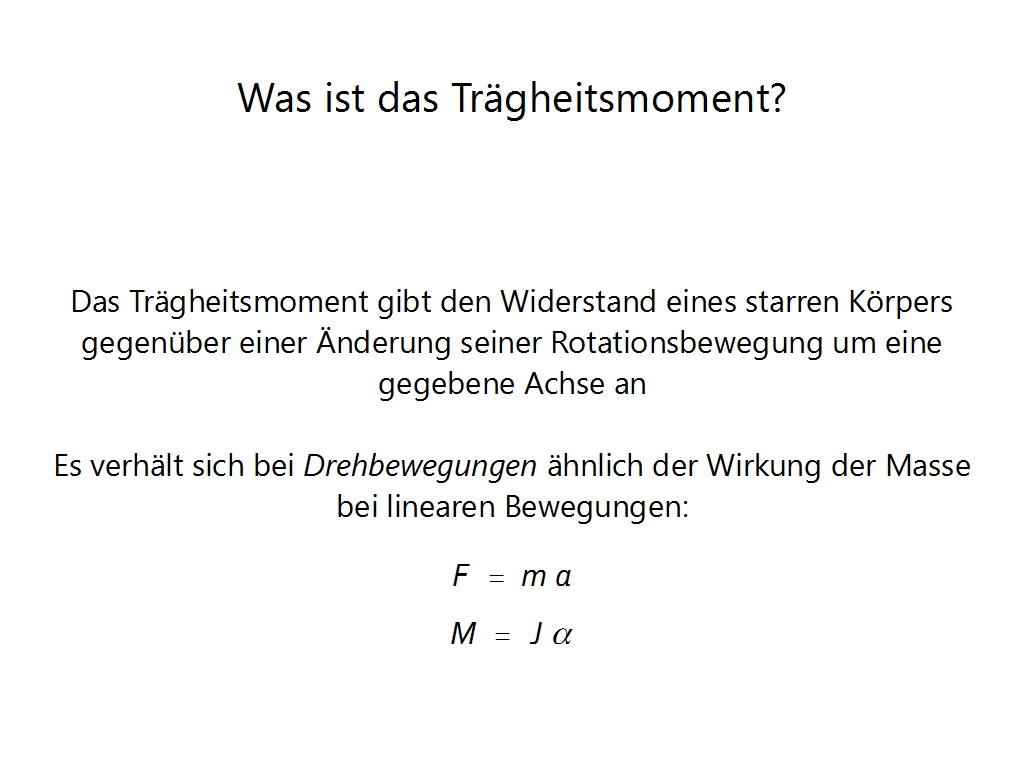 Was ist das Trägheitsmoment?
Das Trägheitsmoment gibt den Widerstand eines starren Körpers
gegenüber einer Änderung seiner Rotationsbewegung um eine
gegebene Achse an
Es verhält sich bei Drehbewegungen ähnlich der Wirkung der Masse
bei linearen Bewegungen:
F = m a
M = J α